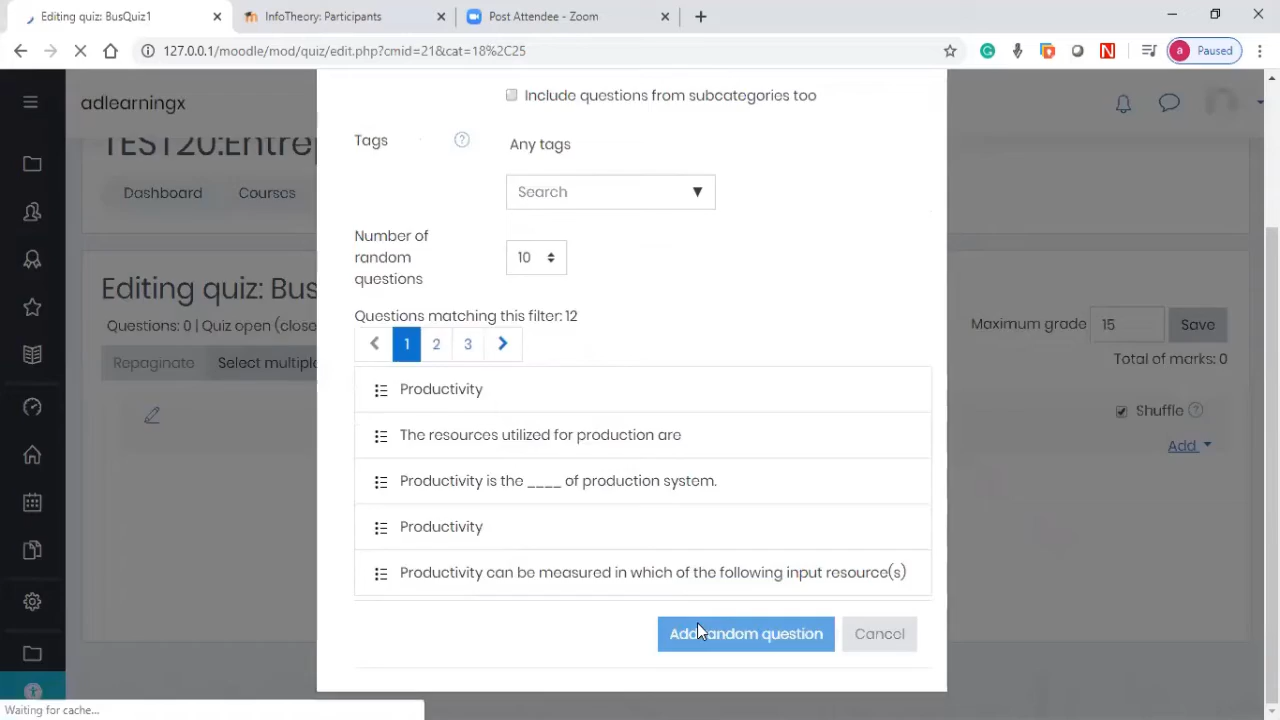 Editing quiz: BusQuiz1
InfoTheory: Participants
Post Attendee - Zoom
127.0.0.1/moodle/mod/quiz/edit.php?cmid=21&cat=18%2C25
N
a Paused
adlearningx
Include questions from subcategories too
TEST20:Entrep
Tags
Any tags
Dashboard Courses
Search
Number of
random
questions
10
Editing quiz: Bus
Questions matching this filter: 12
Questions: 0 | Quiz open (close
Maximum grade 15 Save
1 2 3
Total of marks: 0
Repaginate Select multiple
Productivity
Shuffle
The resources utilized for production are
Add
Productivity is the ____ of production system.
Productivity
Productivity can be measured in which of the following input resource(s)
Add random question Cancel
Waiting for cache...